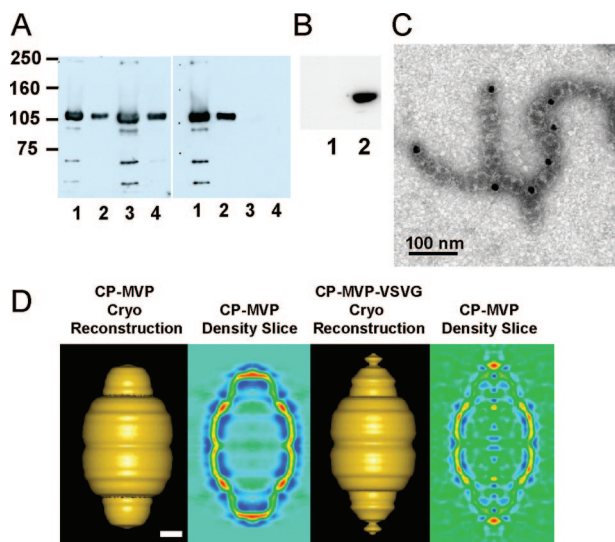 A
250
160
105
75
1 2 3 4 1 2 3 4
B
1 2
C
100 nm
D
CP-MVP
Cryo
Reconstruction
CP-MVP
Density Slice
CP-MVP-VSVG
Cryo
Reconstruction
CP-MVP
Density Slice